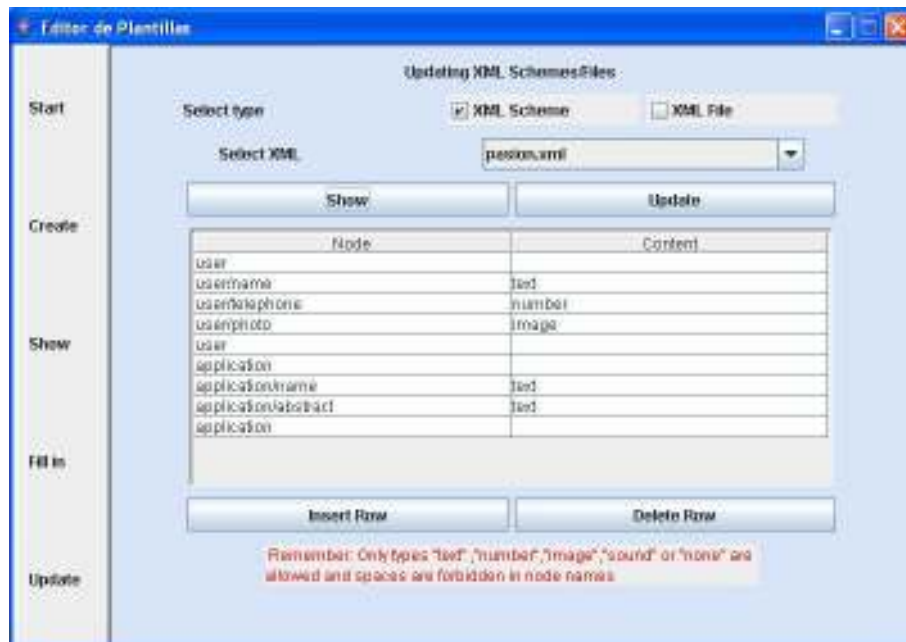 Editor de Plantillas
Updating XML Schemes/Files
Start
Select type
XML Scheme
XML File
Select XML
pasion.xml
Show
Update
Create
Node
Content
user
user/name
text
user/telephone
number
user/photo
image
Show
user
application
application/name
text
application/abstract
text
application
Fill in
Insert Row
Delete Row
Remember: Only types "text" ,"number","image","sound" or "none" are
allowed and spaces are forbidden in node names
Update